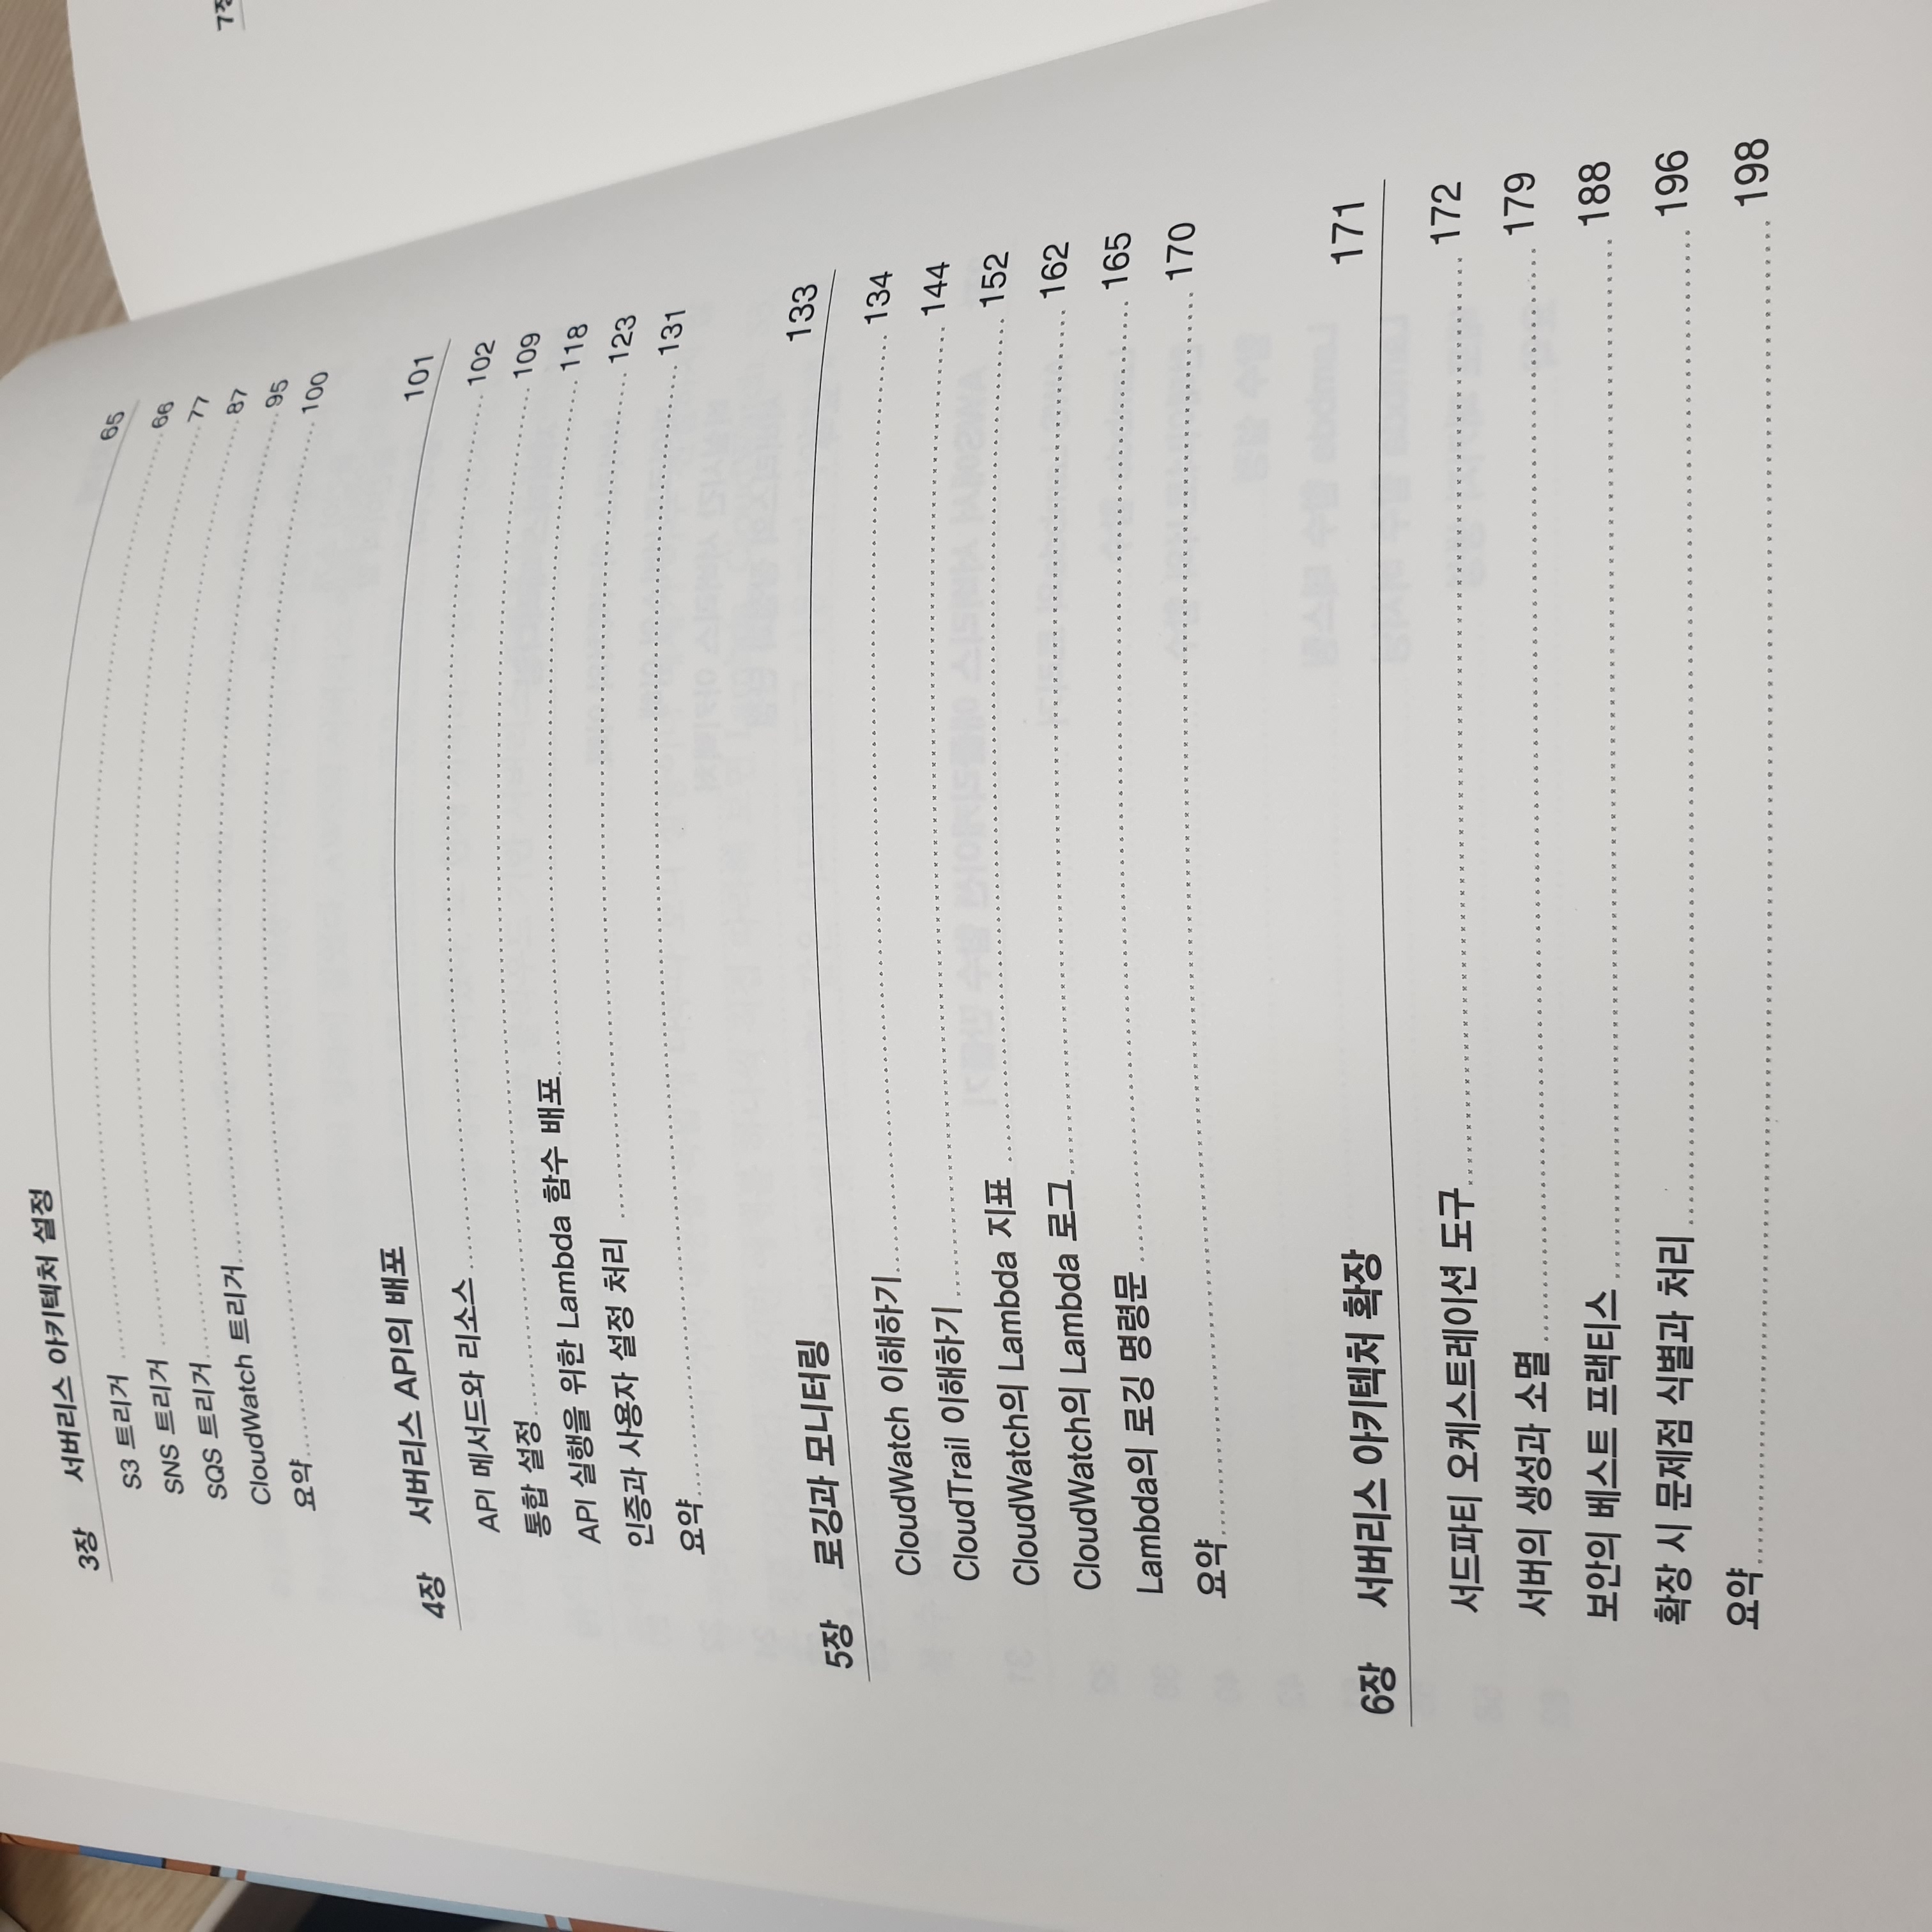 3장 서버리스 아키텍처 설정 65
S3 트리거 66
SNS 트리거 77
SQS 트리거 87
CloudWatch 트리거 95
요약 100
4장 서버리스 API의 배포 101
API 메서드와 리소스 102
통합 설정 109
API 실행을 위한 Lambda 함수 배포 118
인증과 사용자 설정 처리 123
요약 131
5장 로깅과 모니터링 133
CloudWatch 이해하기 134
CloudTrail 이해하기 144
CloudWatch의 Lambda 지표 152
CloudWatch의 Lambda 로그 162
Lambda의 로깅 명령문 165
요약 170
6장 서버리스 아키텍처 확장 171
서드파티 오케스트레이션 도구 172
서버의 생성과 소멸 179
보안의 베스트 프랙티스 188
확장 시 문제점 식별과 처리 196
요약 198